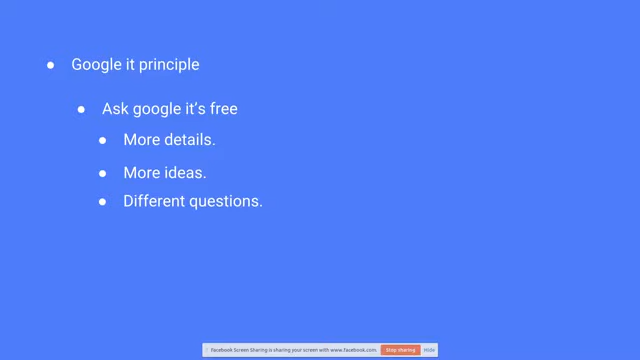 Google it principle
Ask google it's free
More details.
More ideas.
Different questions.
Facebook Screen Sharing is sharing your screen with www.facebook.com. Stop sharing Hide